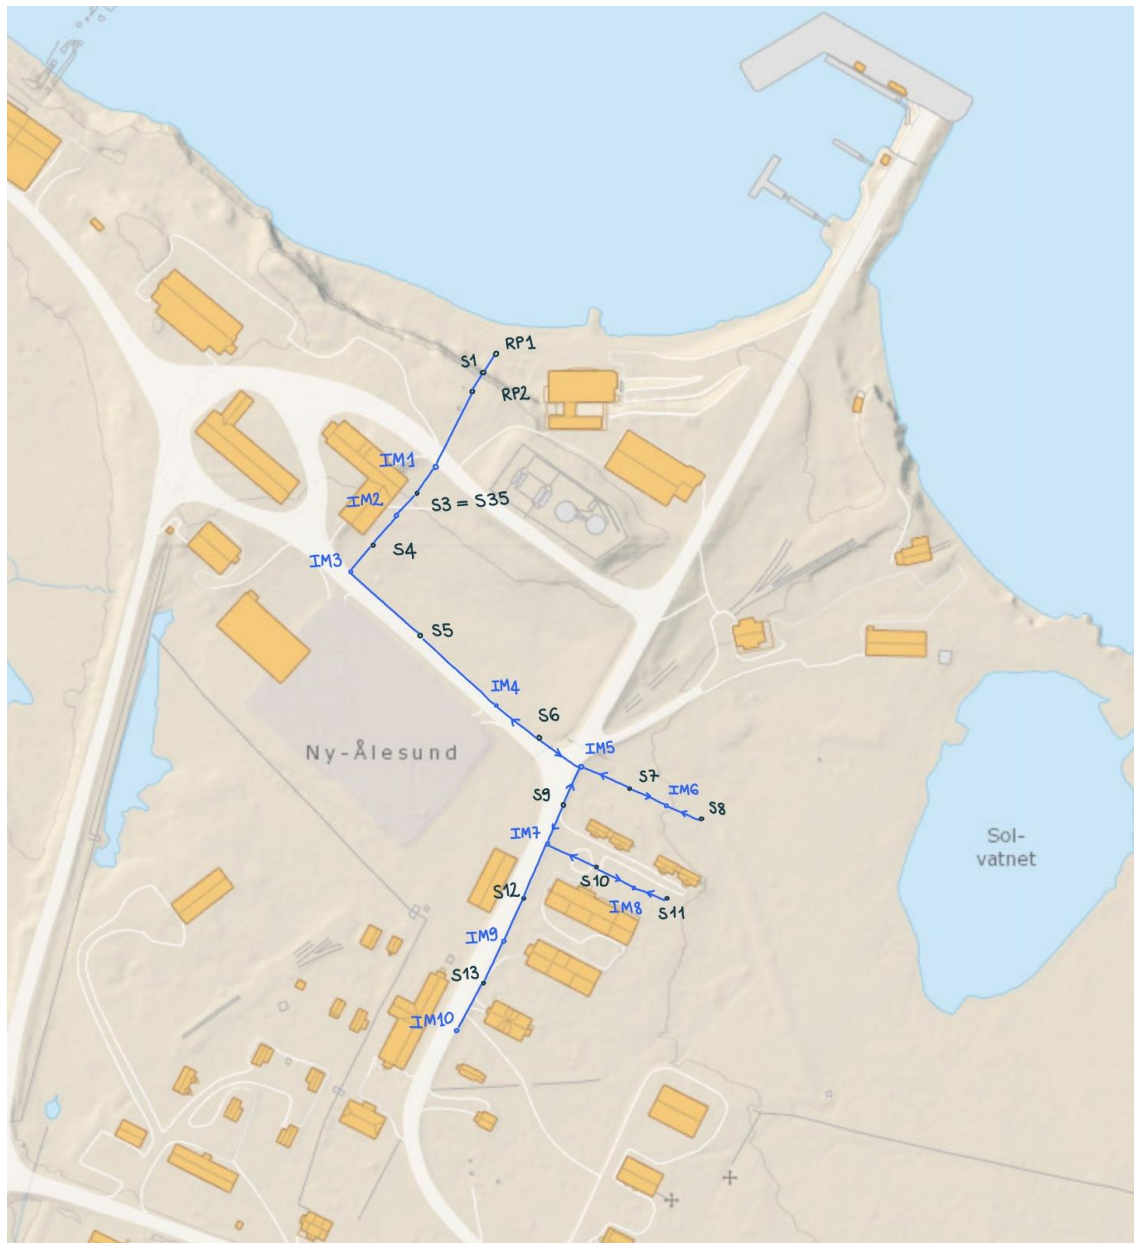 RP1
S1
RP2
IM1
IM2
S3 = S35
S4
IM3
S5
IM4
S6
IM5
Ny-Ålesund
S7
IM6
S9
S8
IM7
Sol-
vatnet
S10
S12
IM8
S11
IM9
S13
IM10